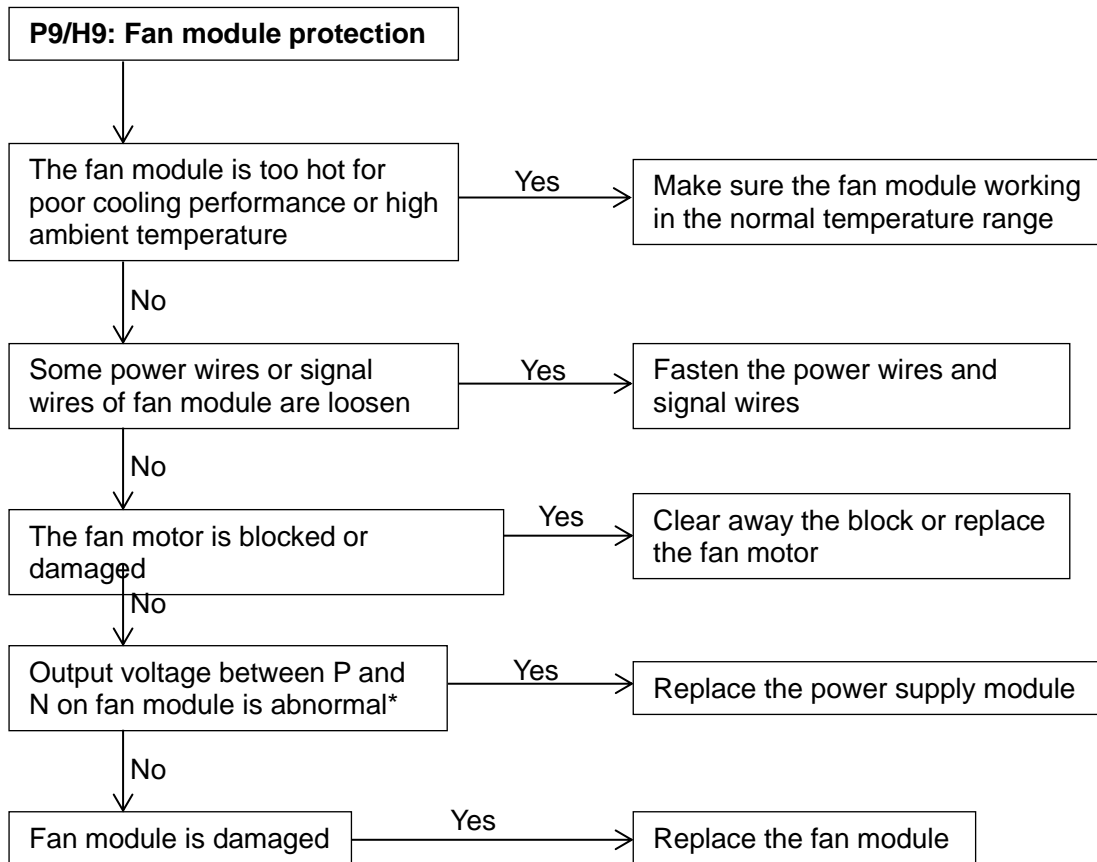 P9/H9: Fan module protection
The fan module is too hot for
poor cooling performance or high
ambient temperature
Yes
Make sure the fan module working
in the normal temperature range
No
Some power wires or signal
wires of fan module are loosen
Yes
Fasten the power wires and
signal wires
No
The fan motor is blocked or
damaged
Yes
Clear away the block or replace
the fan motor
No
Output voltage between P and
N on fan module is abnormal*
Yes
Replace the power supply module
No
Fan module is damaged
Yes
Replace the fan module